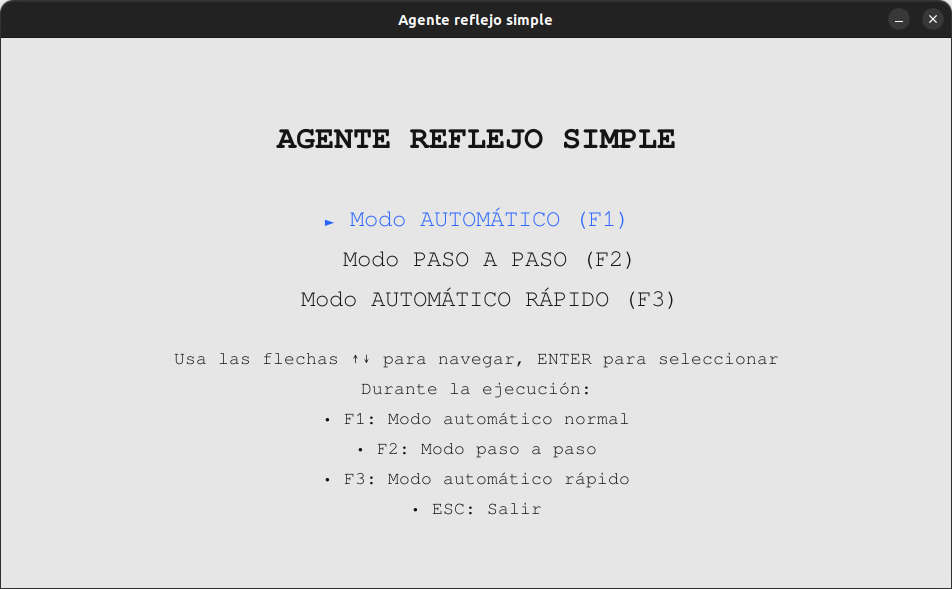 Agente reflejo simple
AGENTE REFLEJO SIMPLE
► Modo AUTOMÁTICO (F1)
Modo PASO A PASO (F2)
Modo AUTOMÁTICO RÁPIDO (F3)
Usa las flechas ↑↓ para navegar, ENTER para seleccionar
Durante la ejecución:
• F1: Modo automático normal
• F2: Modo paso a paso
• F3: Modo automático rápido
• ESC: Salir